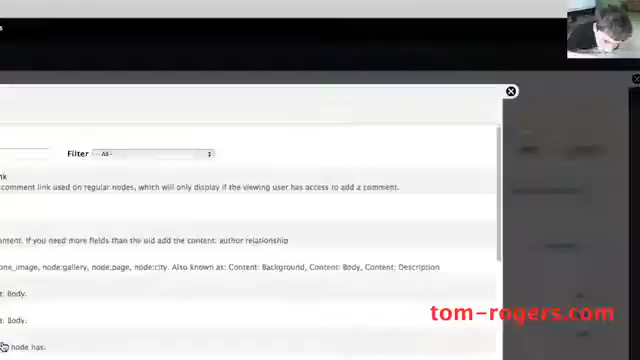 s
Filter - All -
nk
comment link used on regular nodes, which will only display if the viewing user has access to add a comment.
ontent. If you need more fields than the uid add the content: author relationship
one_image, node:gallery, node:page, node:city. Also known as: Content: Background, Content: Body, Content: Description
t: Body.
tom-rogers.com
t: Body.
node has.